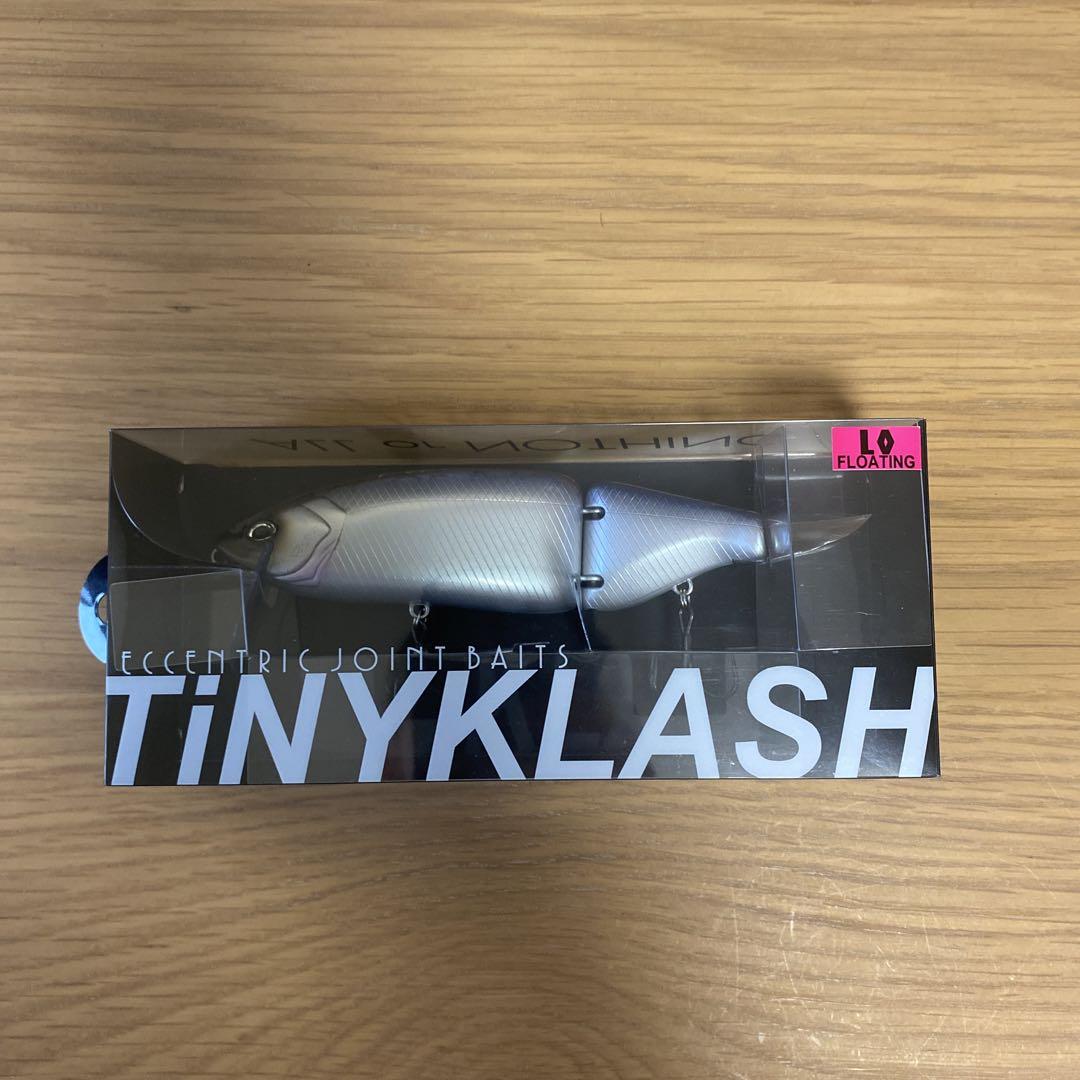 ALL or NOTHING
LO
FLOATING
ECCENTRIC JOINT BAITS
TiNYKLASH